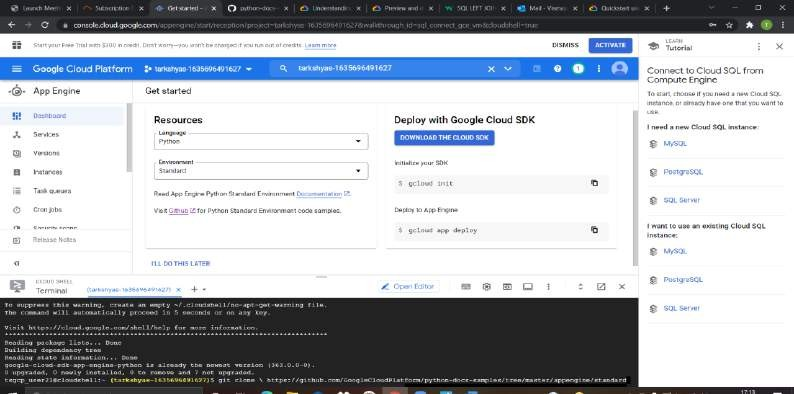 Launch Meeti
Subscription
Get started -
python-docs-
Understandin
Preview and d
SQL LEFT JOIN
Mail - Veena
Quickstart us
console.cloud.google.com/appengine/start/reception?project=tarkshyas-1635696491627&walkthrough_id=sql_connect_gce_vm&cloudshell=true
Start your Free Trial with $300 in credit. Don't worry—you won't be charged if you run out of credits. Learn more
DISMISS
ACTIVATE
Google Cloud Platform
tarkshyas-1635696491627
tarkshyas-1635696491627
1
App Engine
Dashboard
Services
Versions
Instances
Task queues
Cron jobs
Security scans
Release Notes
Get started
Resources
Language
Python
Environment
Standard
Read App Engine Python Standard Environment Documentation
Visit Github for Python Standard Environment code samples.
I'LL DO THIS LATER
Deploy with Google Cloud SDK
DOWNLOAD THE CLOUD SDK
Initialize your SDK
$ gcloud init
Deploy to App Engine
$ gcloud app deploy
LEARN
Tutorial
Connect to Cloud SQL from
Compute Engine
To start, choose if you need a new Cloud SQL
instance, or already have one that you want to
use.
I need a new Cloud SQL instance:
MySQL
PostgreSQL
SQL Server
I want to use an existing Cloud SQL
instance:
MySQL
PostgreSQL
SQL Server
CLOUD SHELL
Terminal
(tarkshyas-1635696491627)
Open Editor
To suppress this warning, create an empty ~/.cloudshell/no-apt-get-warning file.
The command will automatically proceed in 5 seconds or on any key.
Visit https://cloud.google.com/shell/help for more information.
Reading package lists... Done
Building dependency tree
Reading state information... Done
google-cloud-sdk-app-engine-python is already the newest version (363.0.0-0).
0 upgraded, 0 newly installed, 0 to remove and 7 not upgraded.
(tarkshyas-1635696491627)$ git clone \ https://github.com/GoogleCloudPlatform/python-docs-samples/tree/master/appengine/standard
17:13